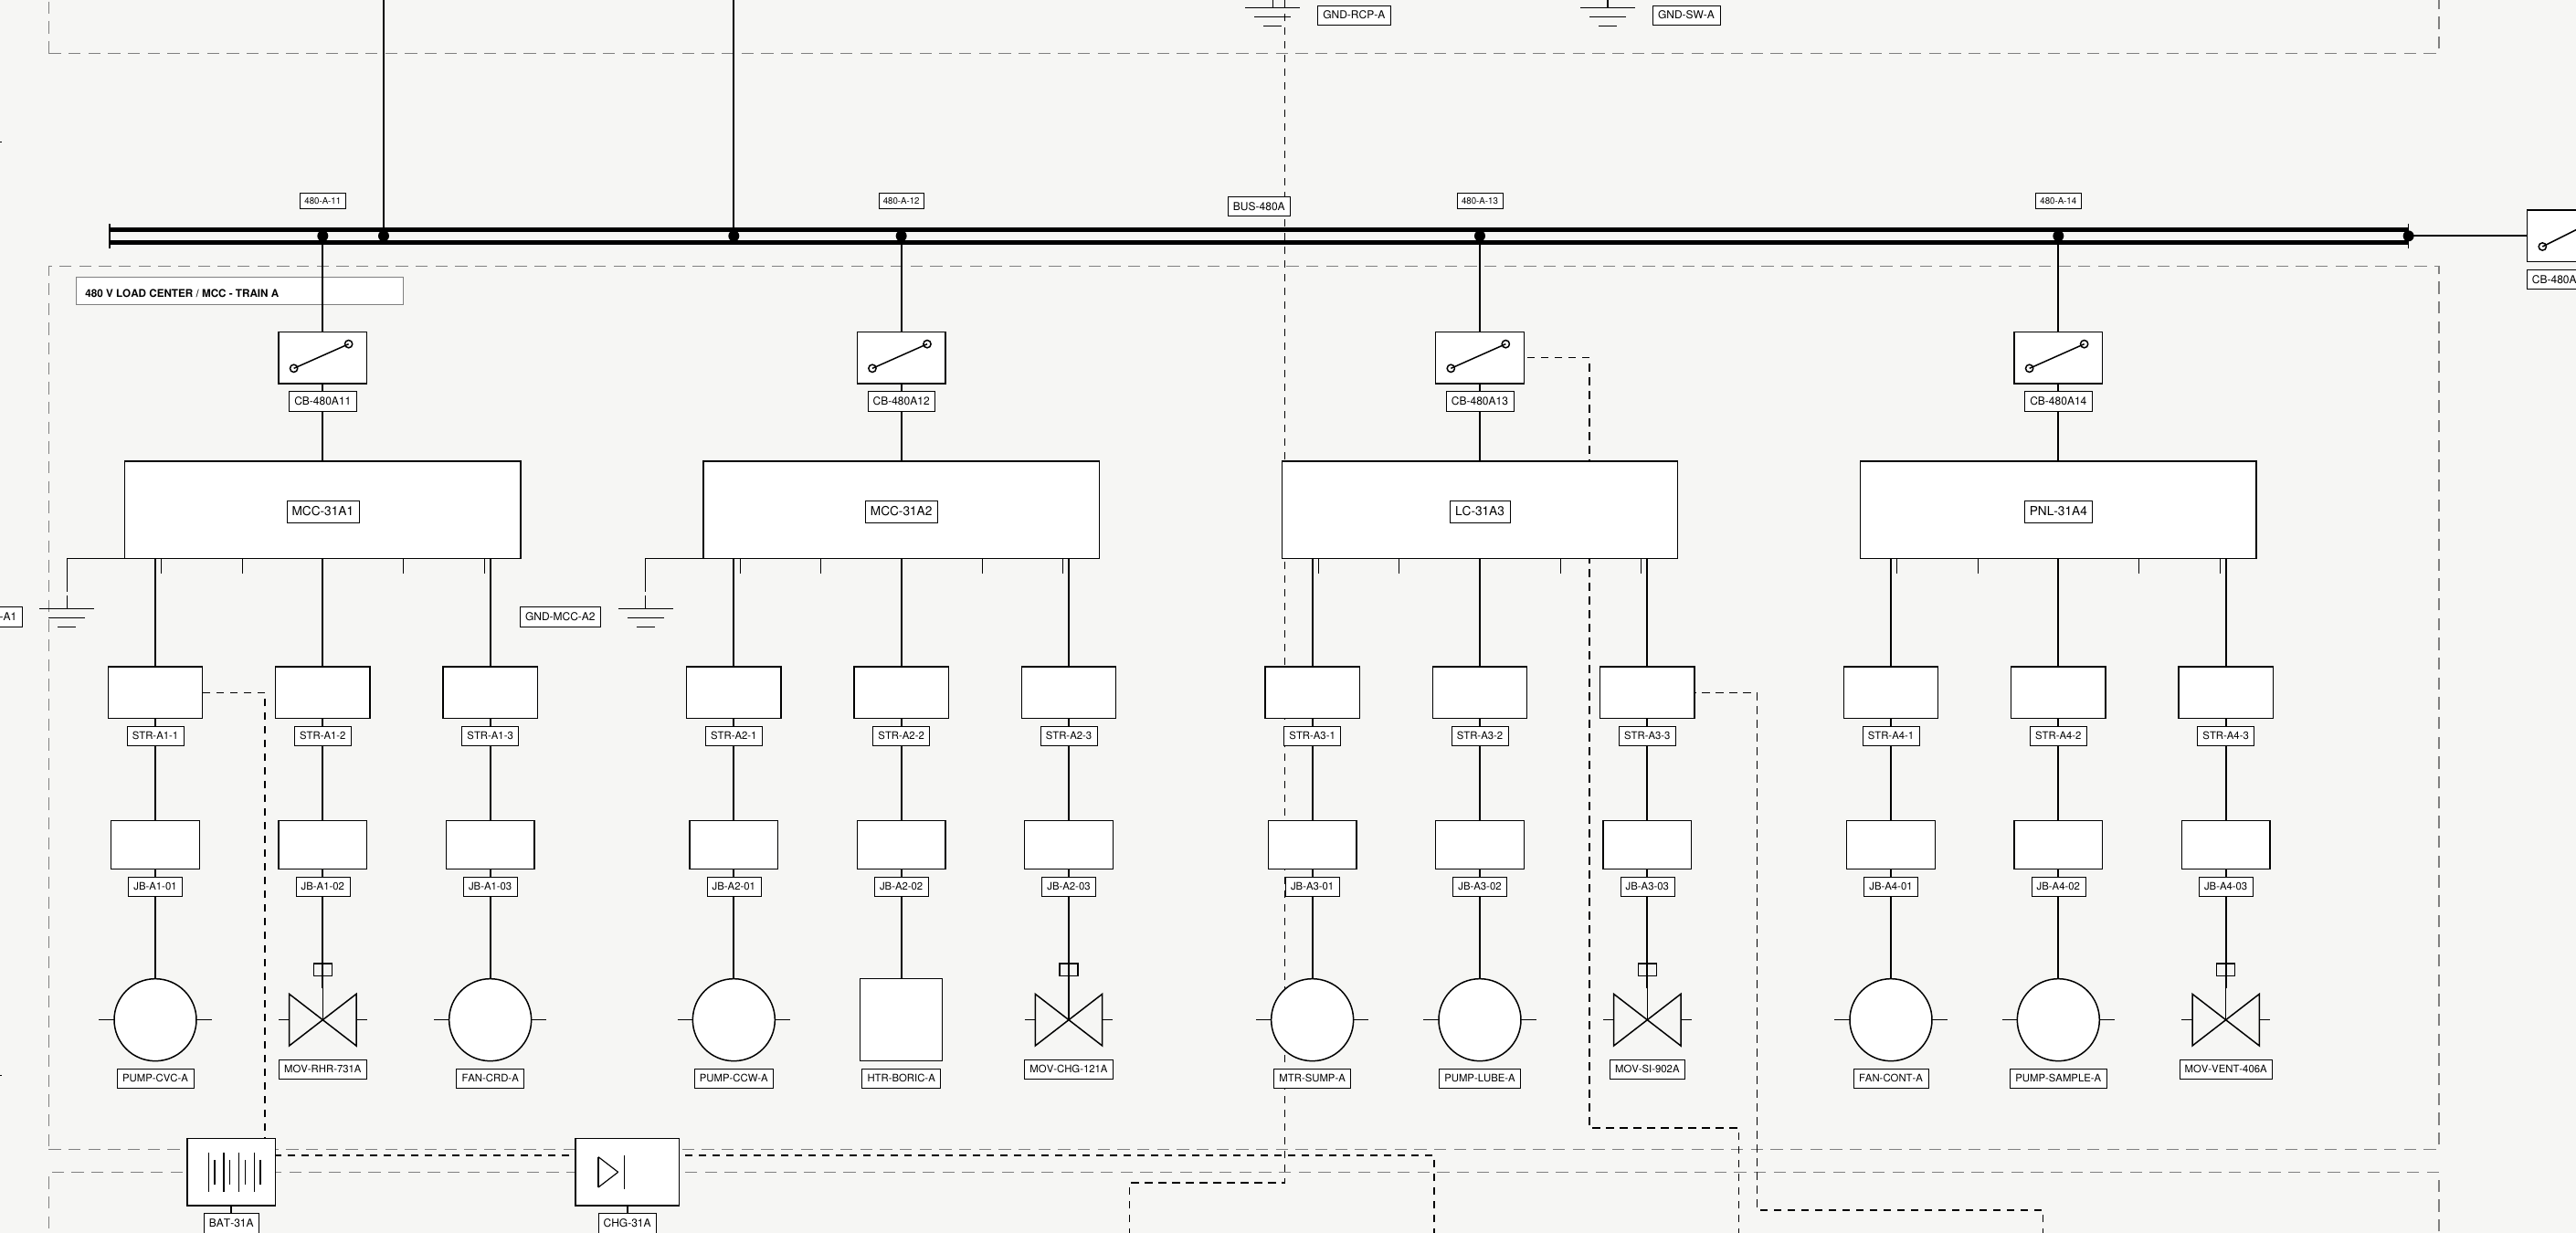 GND-RCP-A
GND-SW-A
480-A-11
480-A-12
BUS-480A
480-A-13
480-A-14
480 V LOAD CENTER / MCC - TRAIN A
CB-480A
CB-480A11
CB-480A12
CB-480A13
CB-480A14
MCC-31A1
MCC-31A2
LC-31A3
PNL-31A4
-A1
GND-MCC-A2
STR-A1-1
STR-A1-2
STR-A1-3
STR-A2-1
STR-A2-2
STR-A2-3
STR-A3-1
STR-A3-2
STR-A3-3
STR-A4-1
STR-A4-2
STR-A4-3
JB-A1-01
JB-A1-02
JB-A1-03
JB-A2-01
JB-A2-02
JB-A2-03
JB-A3-01
JB-A3-02
JB-A3-03
JB-A4-01
JB-A4-02
JB-A4-03
PUMP-CVC-A
MOV-RHR-731A
FAN-CRD-A
PUMP-CCW-A
HTR-BORIC-A
MOV-CHG-121A
MTR-SUMP-A
PUMP-LUBE-A
MOV-SI-902A
FAN-CONT-A
PUMP-SAMPLE-A
MOV-VENT-406A
BAT-31A
CHG-31A